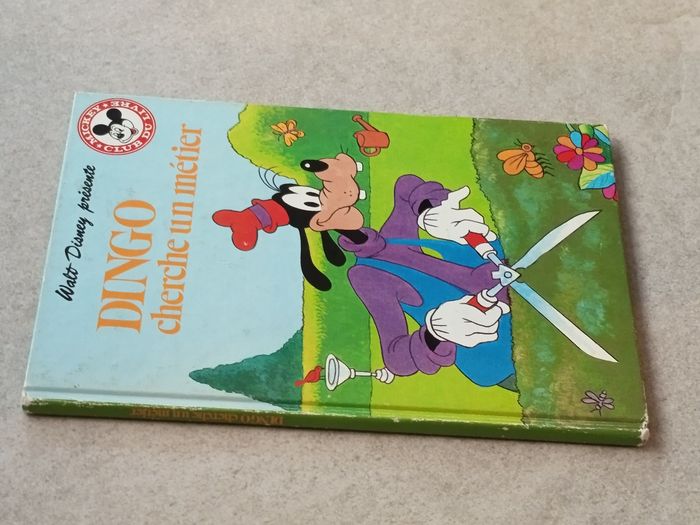 Walt Disney présente
DINGO
cherche un métier
MICKEY
CLUB DU LIVRE
DINGO cherche un métier